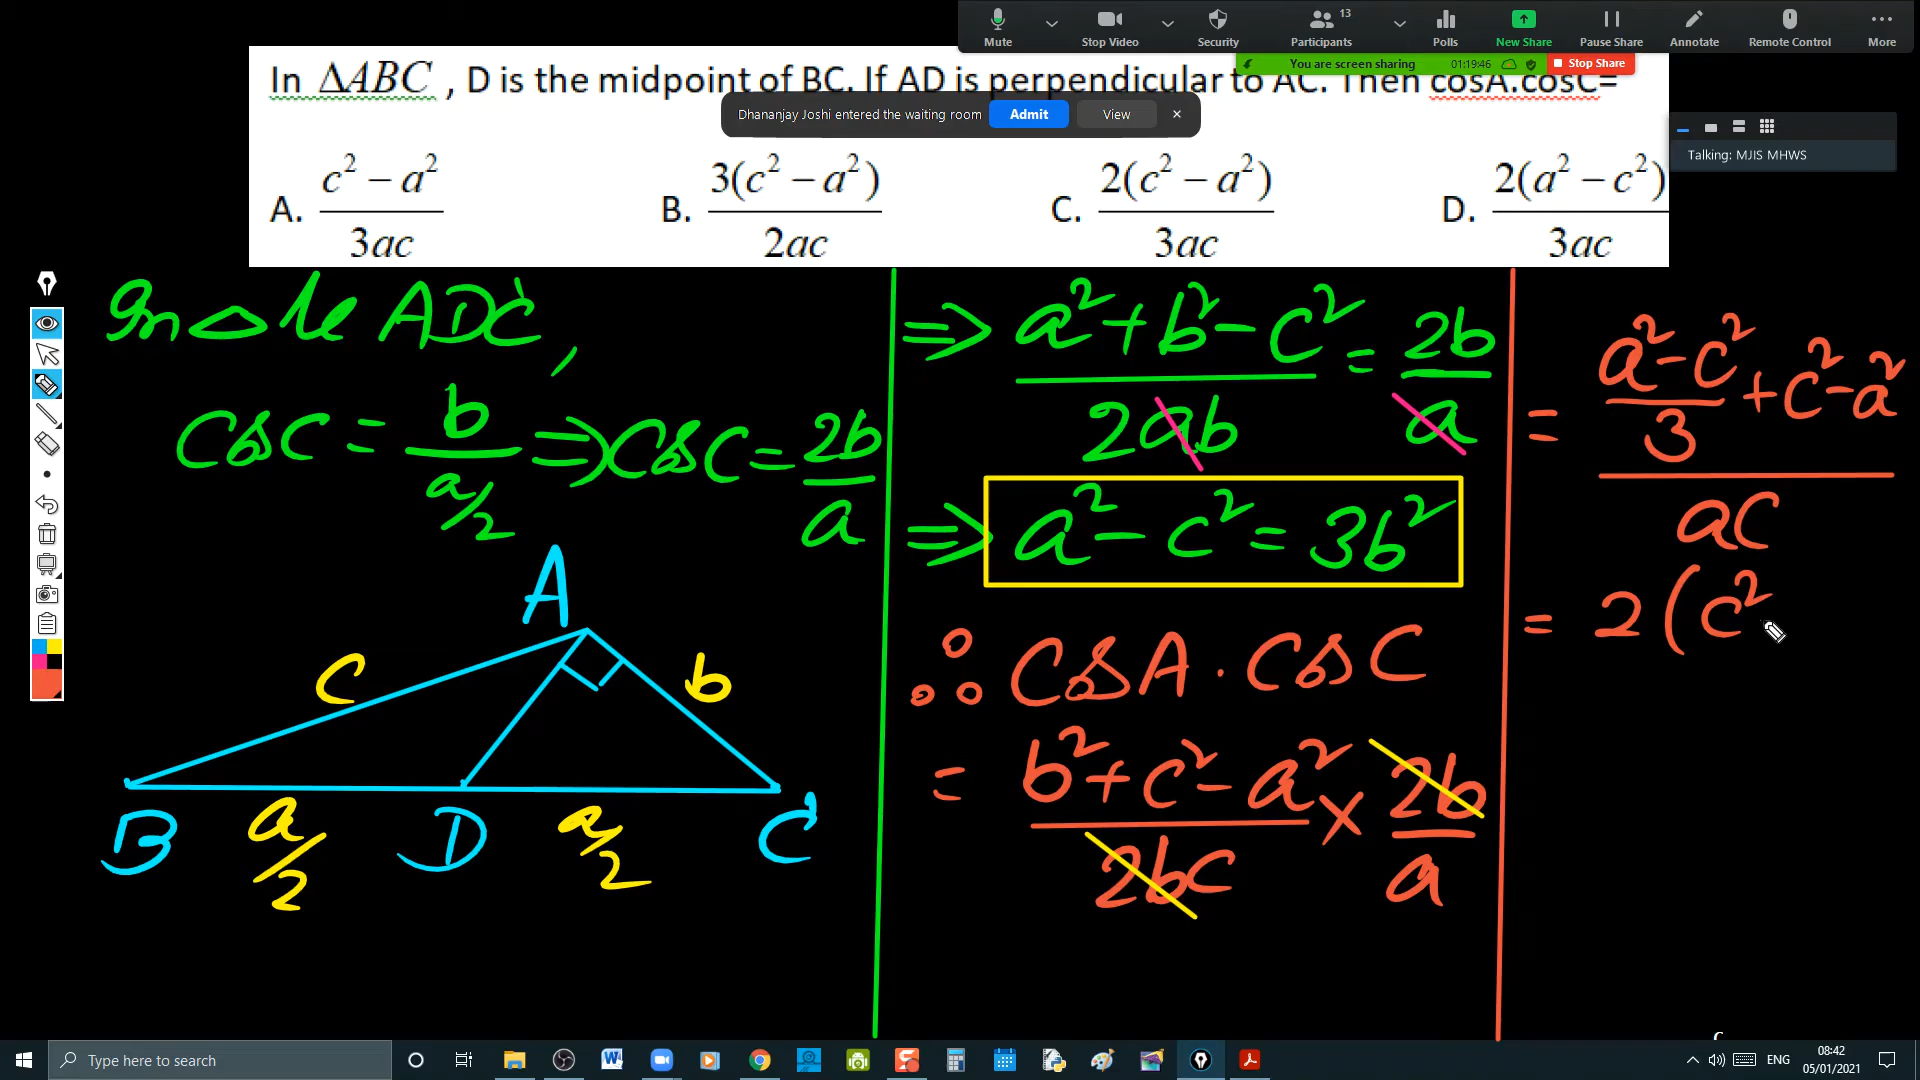 Mute
Stop Video
Security
13
Participants
Polls
New Share
Pause Share
Annotate
Remote Control
More
You are screen sharing
01:19:46
Stop Share
In ΔABC , D is the midpoint of BC. If AD is perpendicular to AC. Then cosA.cosC=
Dhananjay Joshi entered the waiting room
Admit
View
Talking: MJIS MHWS
A. (c² − a²)/3ac
B. 3(c² − a²)/2ac
C. 2(c² − a²)/3ac
D. 2(a² − c²)/3ac
In Δle ADC,
CosC = b/(a/2) ⇒ CosC = 2b/a
A
c
b
B
a/2
D
a/2
C
⇒ (a² + b² − c²)/2ab = 2b/a
⇒ a² − c² = 3b²
∴ CosA · CosC
= (b² + c² − a²)/2bc × 2b/a
= ((a² − c²)/3 + c² − a²)/ac
= 2(c²
Type here to search
ENG
08:42
05/01/2021